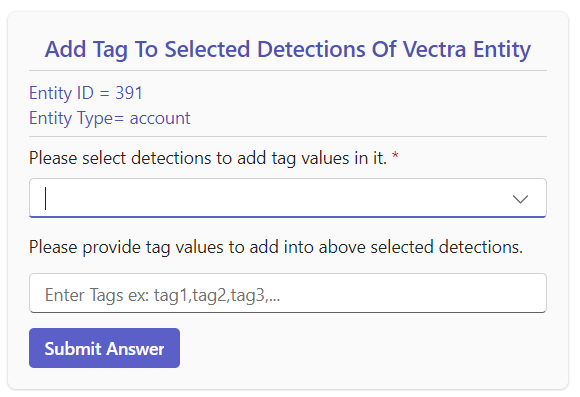 Add Tag To Selected Detections Of Vectra Entity
Entity ID = 391
Entity Type= account
Please select detections to add tag values in it. *
Please provide tag values to add into above selected detections.
Enter Tags ex: tag1,tag2,tag3,...
Submit Answer